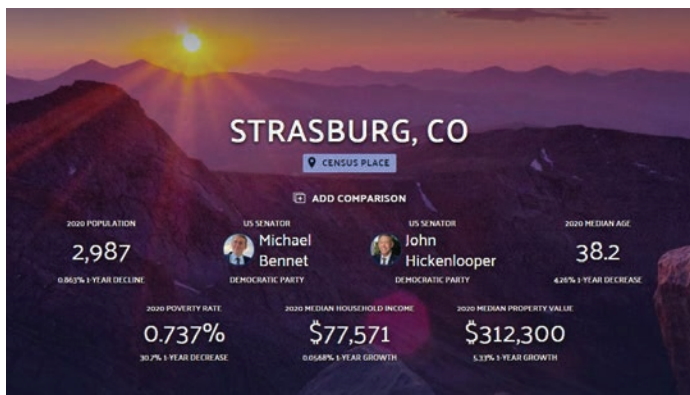 STRASBURG, CO
CENSUS PLACE
ADD COMPARISON
2020 POPULATION
2,987
0.863% 1-YEAR DECLINE
US SENATOR
Michael
Bennet
DEMOCRATIC PARTY
US SENATOR
John
Hickenlooper
DEMOCRATIC PARTY
2020 MEDIAN AGE
38.2
4.26% 1-YEAR DECREASE
2020 POVERTY RATE
0.737%
30.2% 1-YEAR DECREASE
2020 MEDIAN HOUSEHOLD INCOME
$77,571
0.0568% 1-YEAR GROWTH
2020 MEDIAN PROPERTY VALUE
$312,300
5.33% 1-YEAR GROWTH